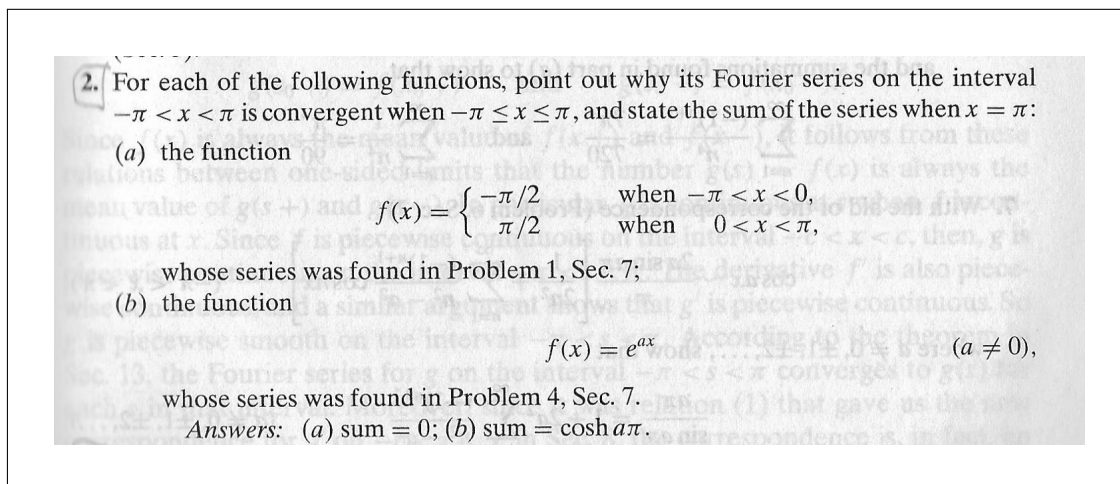 2. For each of the following functions, point out why its Fourier series on the interval
−π < x < π is convergent when −π ≤ x ≤ π, and state the sum of the series when x = π:
(a) the function
f(x) = { −π/2 when −π < x < 0,
π/2 when 0 < x < π,
whose series was found in Problem 1, Sec. 7;
(b) the function
f(x) = e^{ax} (a ≠ 0),
whose series was found in Problem 4, Sec. 7.
Answers: (a) sum = 0; (b) sum = cosh aπ.